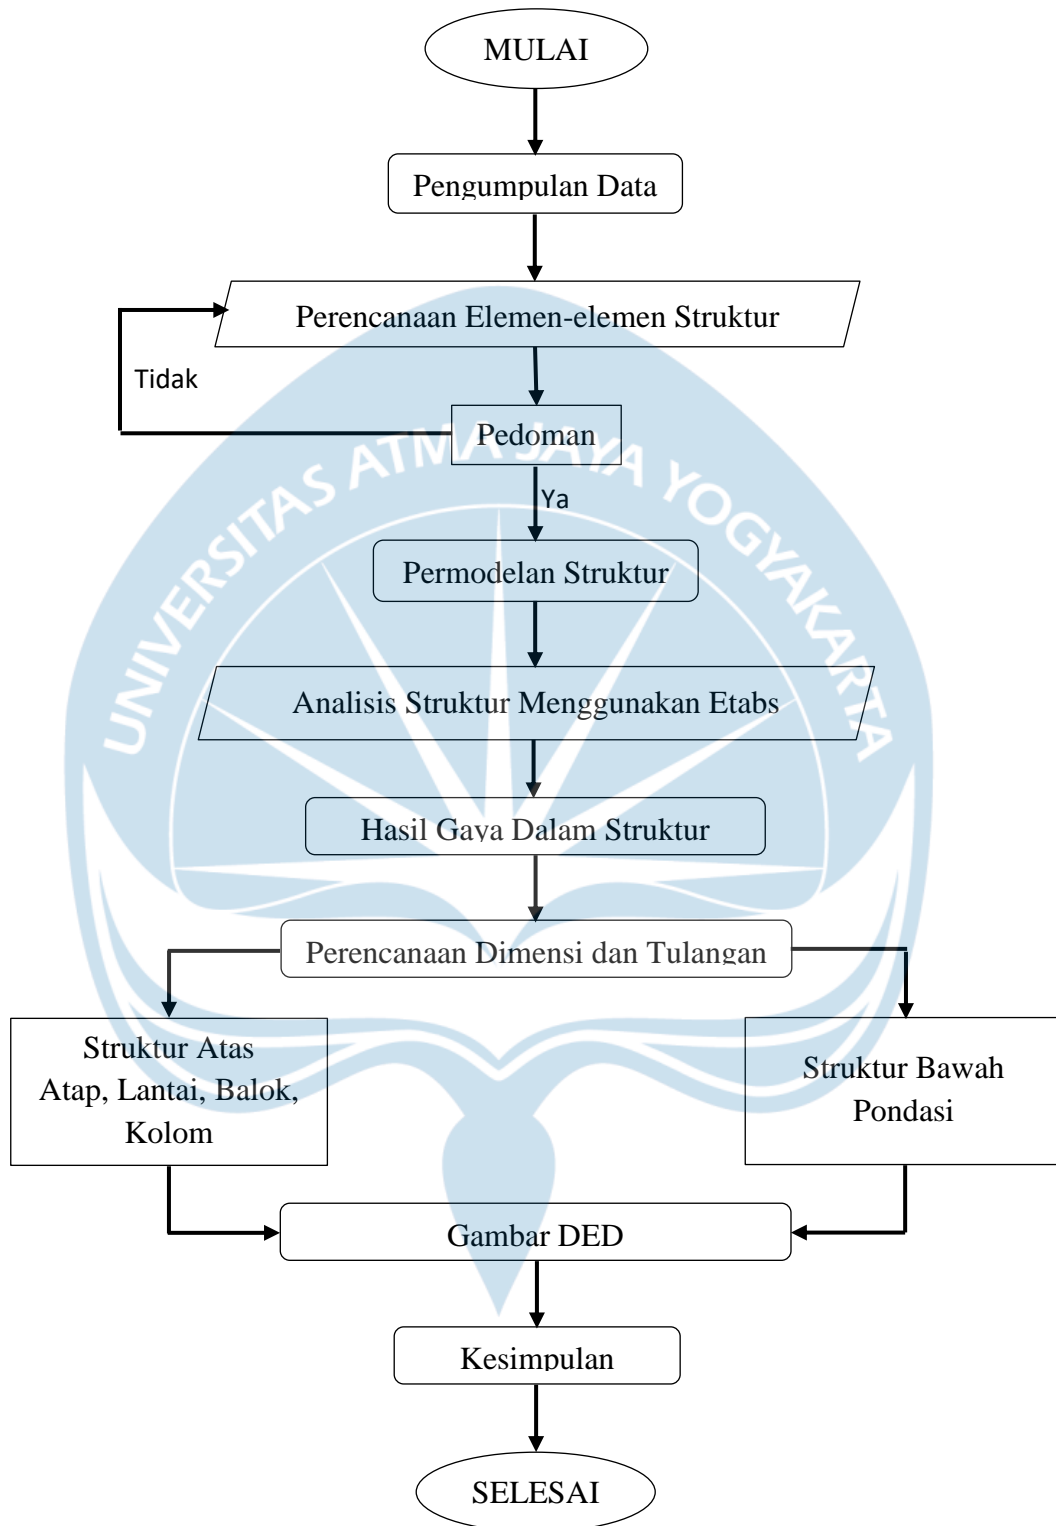 MULAI
Pengumpulan Data
Perencanaan Elemen-elemen Struktur
Tidak
Pedoman
UNIVERSITAS ATMA JAYA YOGYAKARTA
Ya
Permodelan Struktur
Analisis Struktur Menggunakan Etabs
Hasil Gaya Dalam Struktur
Perencanaan Dimensi dan Tulangan
Struktur Atas
Atap, Lantai, Balok,
Kolom
Struktur Bawah
Pondasi
Gambar DED
Kesimpulan
SELESAI